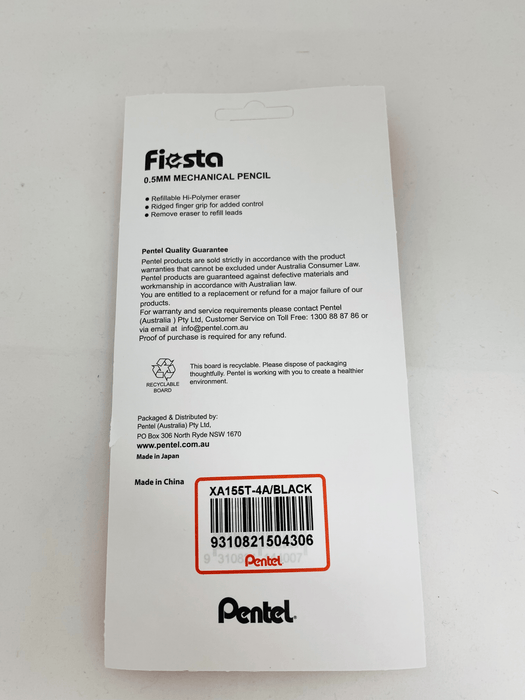 Fiesta
0.5MM MECHANICAL PENCIL
● Refillable Hi-Polymer eraser
● Ridged finger grip for added control
● Remove eraser to refill leads
Pentel Quality Guarantee
Pentel products are sold strictly in accordance with the product
warranties that cannot be excluded under Australia Consumer Law.
Pentel products are guaranteed against defective materials and
workmanship in accordance with Australian law.
You are entitled to a replacement or refund for a major failure of our
products.
For warranty and service requirements please contact Pentel
(Australia ) Pty Ltd, Customer Service on Toll Free: 1300 88 87 86 or
via email at info@pentel.com.au
Proof of purchase is required for any refund.
This board is recyclable. Please dispose of packaging
thoughtfully. Pentel is working with you to create a healthier
environment.
RECYCLABLE
BOARD
Packaged & Distributed by:
Pentel (Australia) Pty Ltd,
PO Box 306 North Ryde NSW 1670
www.pentel.com.au
Made in Japan
Made in China
XA155T-4A/BLACK
9310821504306
Pentel
Pentel